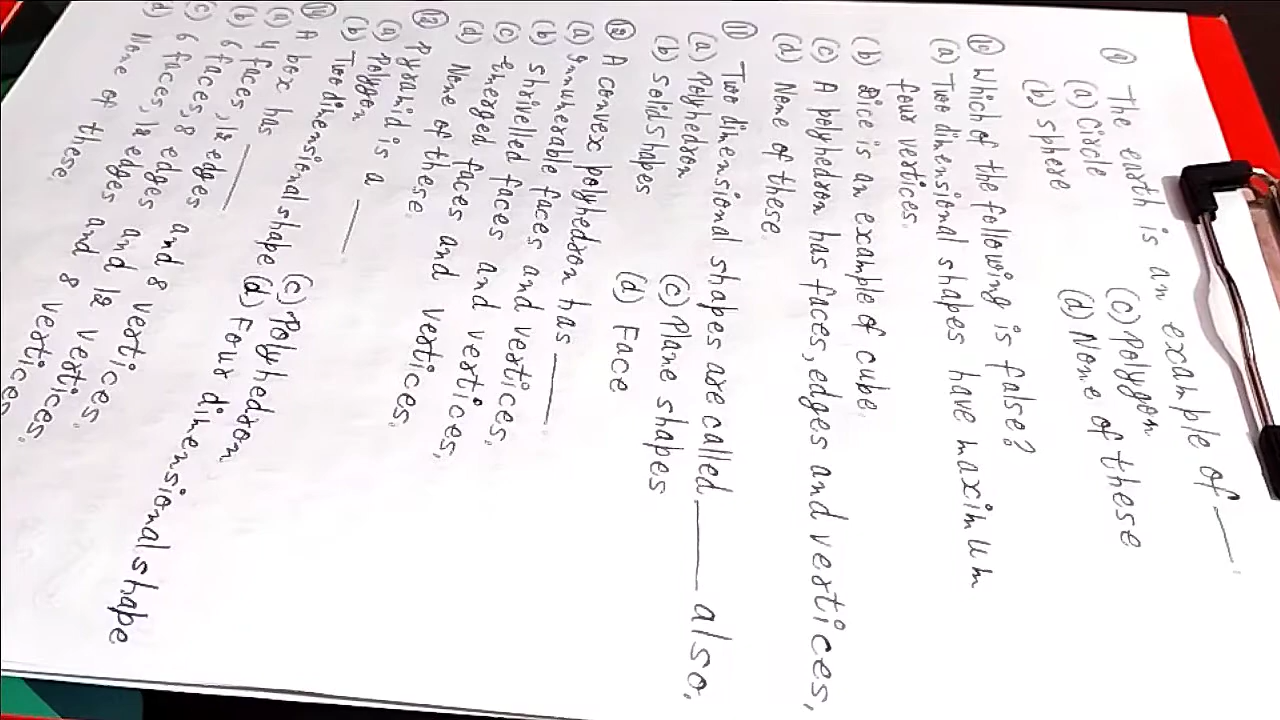 ⑨ The earth is an example of ____.
(a) circle (c) polygon
(b) sphere (d) None of these
⑩ Which of the following is false?
(a) Two dimensional shapes have maximum
four vertices.
(b) Dice is an example of cube.
(c) A polyhedron has faces, edges and vertices,
(d) None of these.
⑪ Two dimensional shapes are called ____ also.
(a) Polyhedron (c) Plane shapes
(b) Solid shapes (d) Face
⑫ A convex polyhedron has ____.
(a) Innumerable faces and vertices.
(b) shrivelled faces and vertices.
(c) Emerged faces and vertices.
(d) None of these.
⑬ Pyramid is a ____
(a) Polygon (c) Polyhedron
(b) Two dimensional shape (d) Four dimensional shape
⑭ A box has ____
(a) 4 faces, 12 edges and 8 vertices.
(b) 6 faces, 8 edges and 12 vertices.
(c) 6 faces, 12 edges and 8 vertices.
(d) None of these.